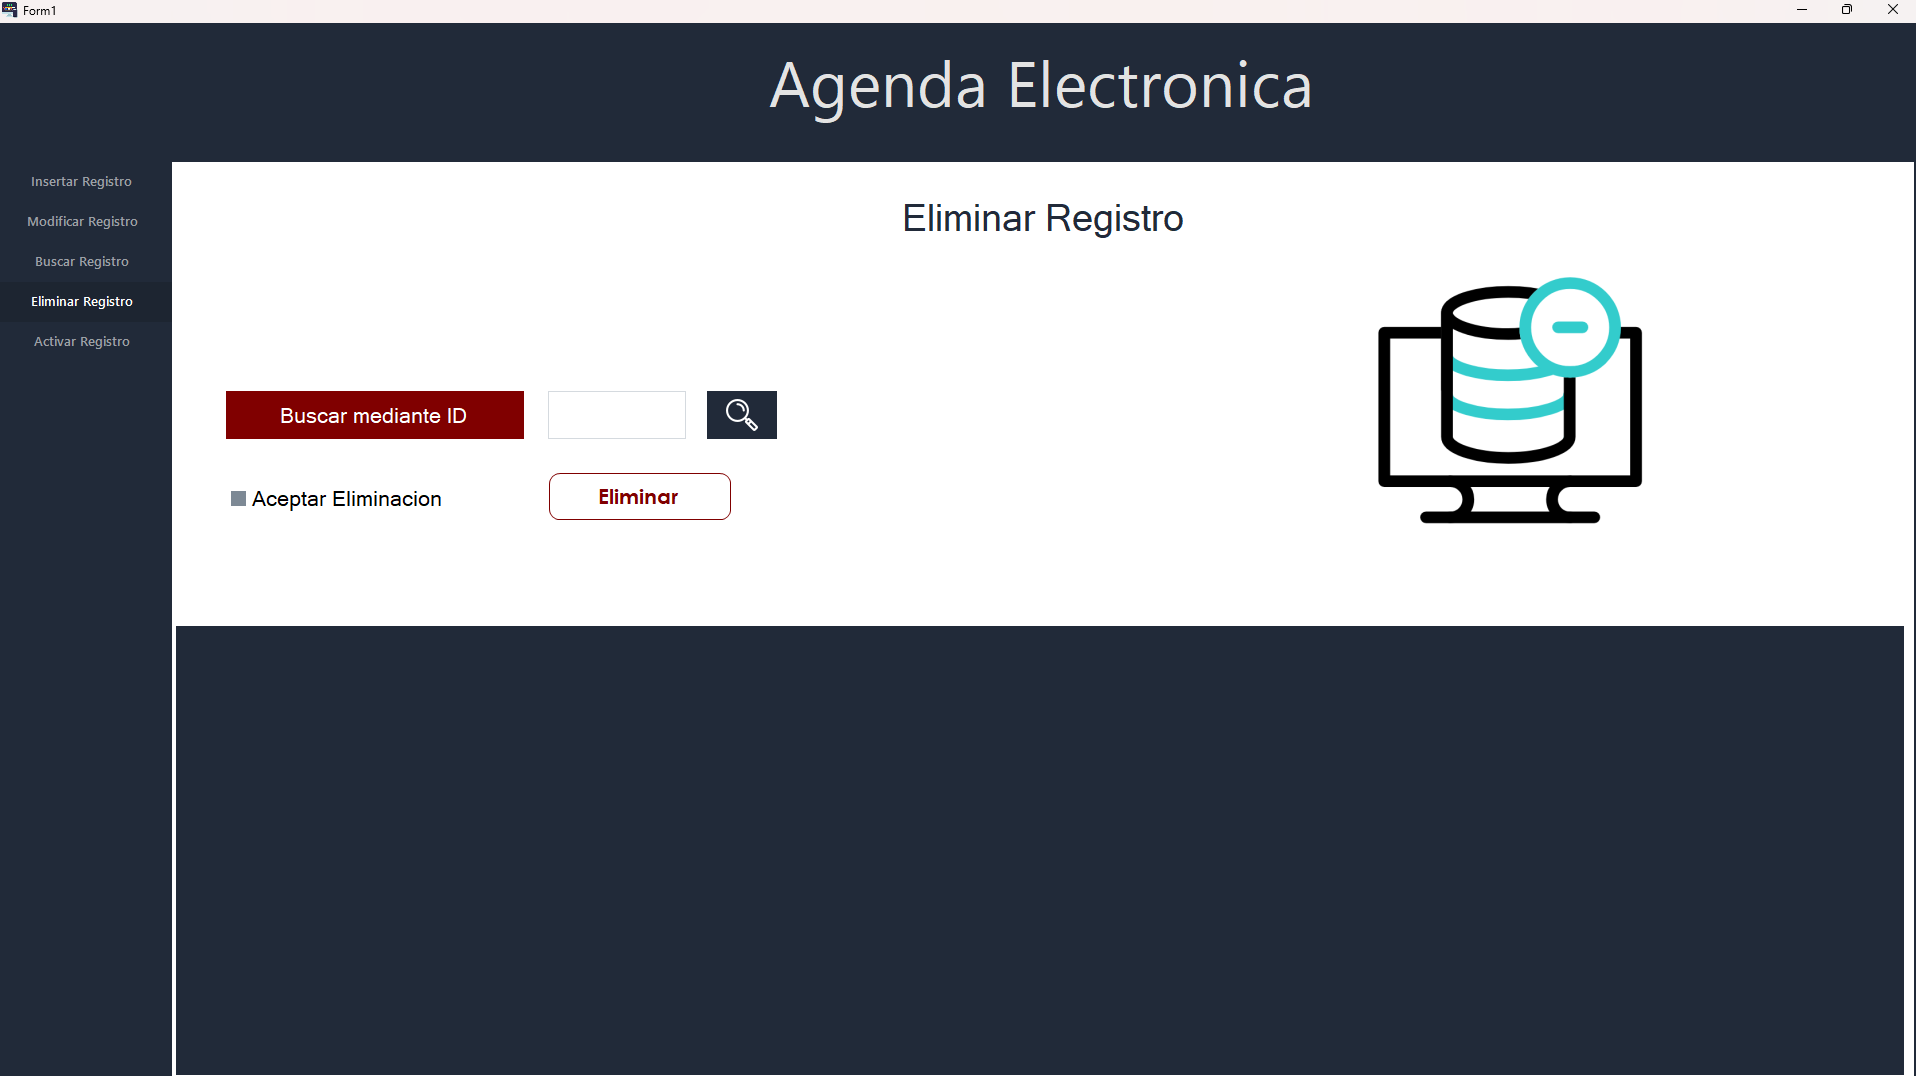 Form1
Agenda Electronica
Insertar Registro
Modificar Registro
Buscar Registro
Eliminar Registro
Activar Registro
Eliminar Registro
Buscar mediante ID
Aceptar Eliminacion
Eliminar